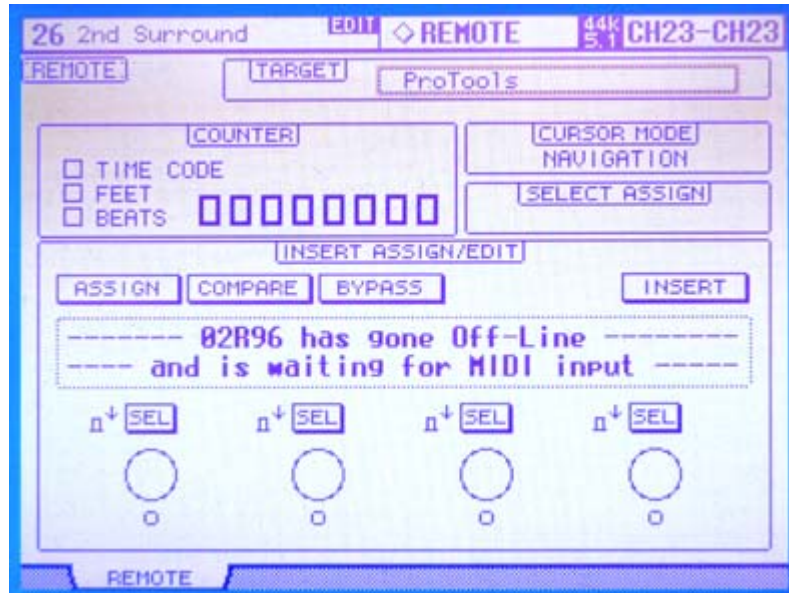 26 2nd Surround EDIT ◇REMOTE 44k 5.1 CH23-CH23
REMOTE TARGET ProTools
COUNTER
TIME CODE
FEET
BEATS
CURSOR MODE
NAVIGATION
SELECT ASSIGN
INSERT ASSIGN/EDIT
ASSIGN COMPARE BYPASS INSERT
------- 02R96 has gone Off-Line --------
---- and is waiting for MIDI input -----
SEL SEL SEL SEL
REMOTE